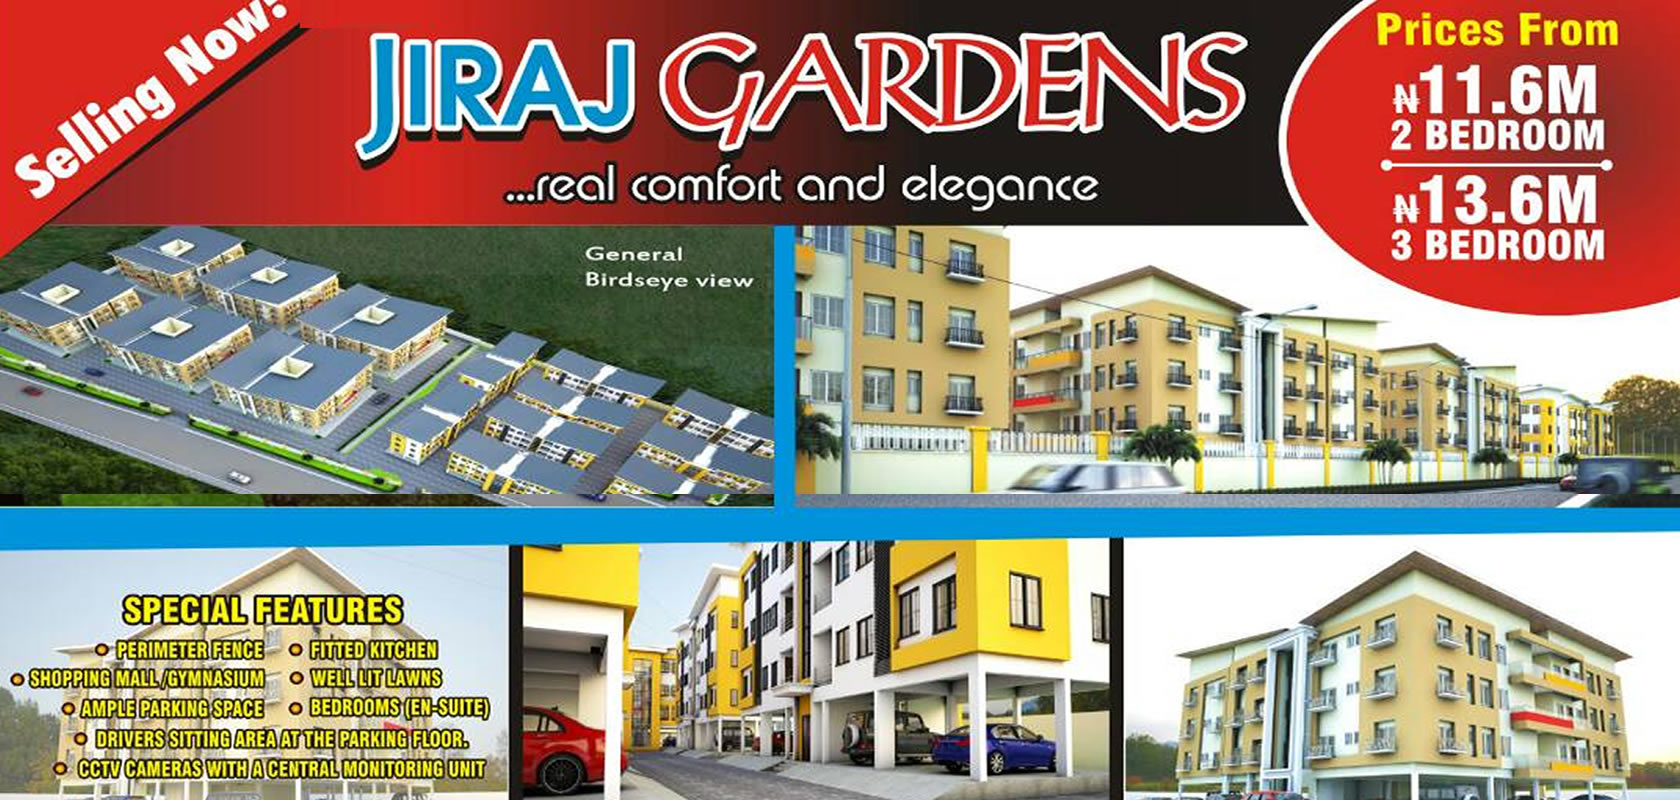 Selling Now!
JIRAJ GARDENS
...real comfort and elegance
Prices From
₦11.6M
2 BEDROOM
₦13.6M
3 BEDROOM
General
Birdseye view
SPECIAL FEATURES
• PERIMETER FENCE • FITTED KITCHEN
• SHOPPING MALL/GYMNASIUM • WELL LIT LAWNS
• AMPLE PARKING SPACE • BEDROOMS (EN-SUITE)
• DRIVERS SITTING AREA AT THE PARKING FLOOR.
• CCTV CAMERAS WITH A CENTRAL MONITORING UNIT